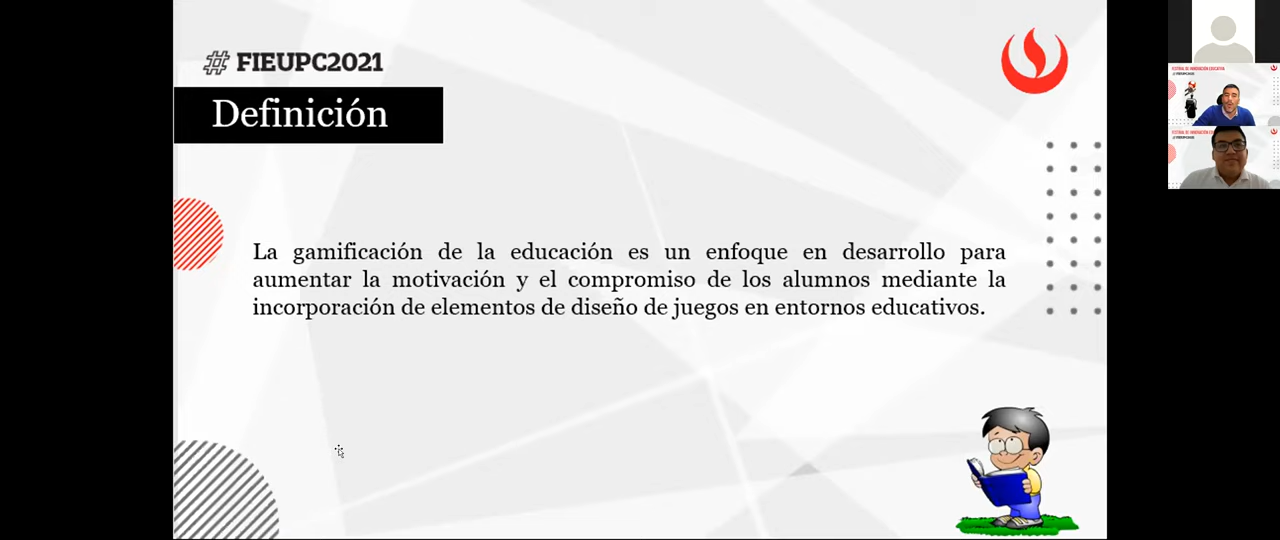 # FIEUPC2021
Definición
La gamificación de la educación es un enfoque en desarrollo para
aumentar la motivación y el compromiso de los alumnos mediante la
incorporación de elementos de diseño de juegos en entornos educativos.